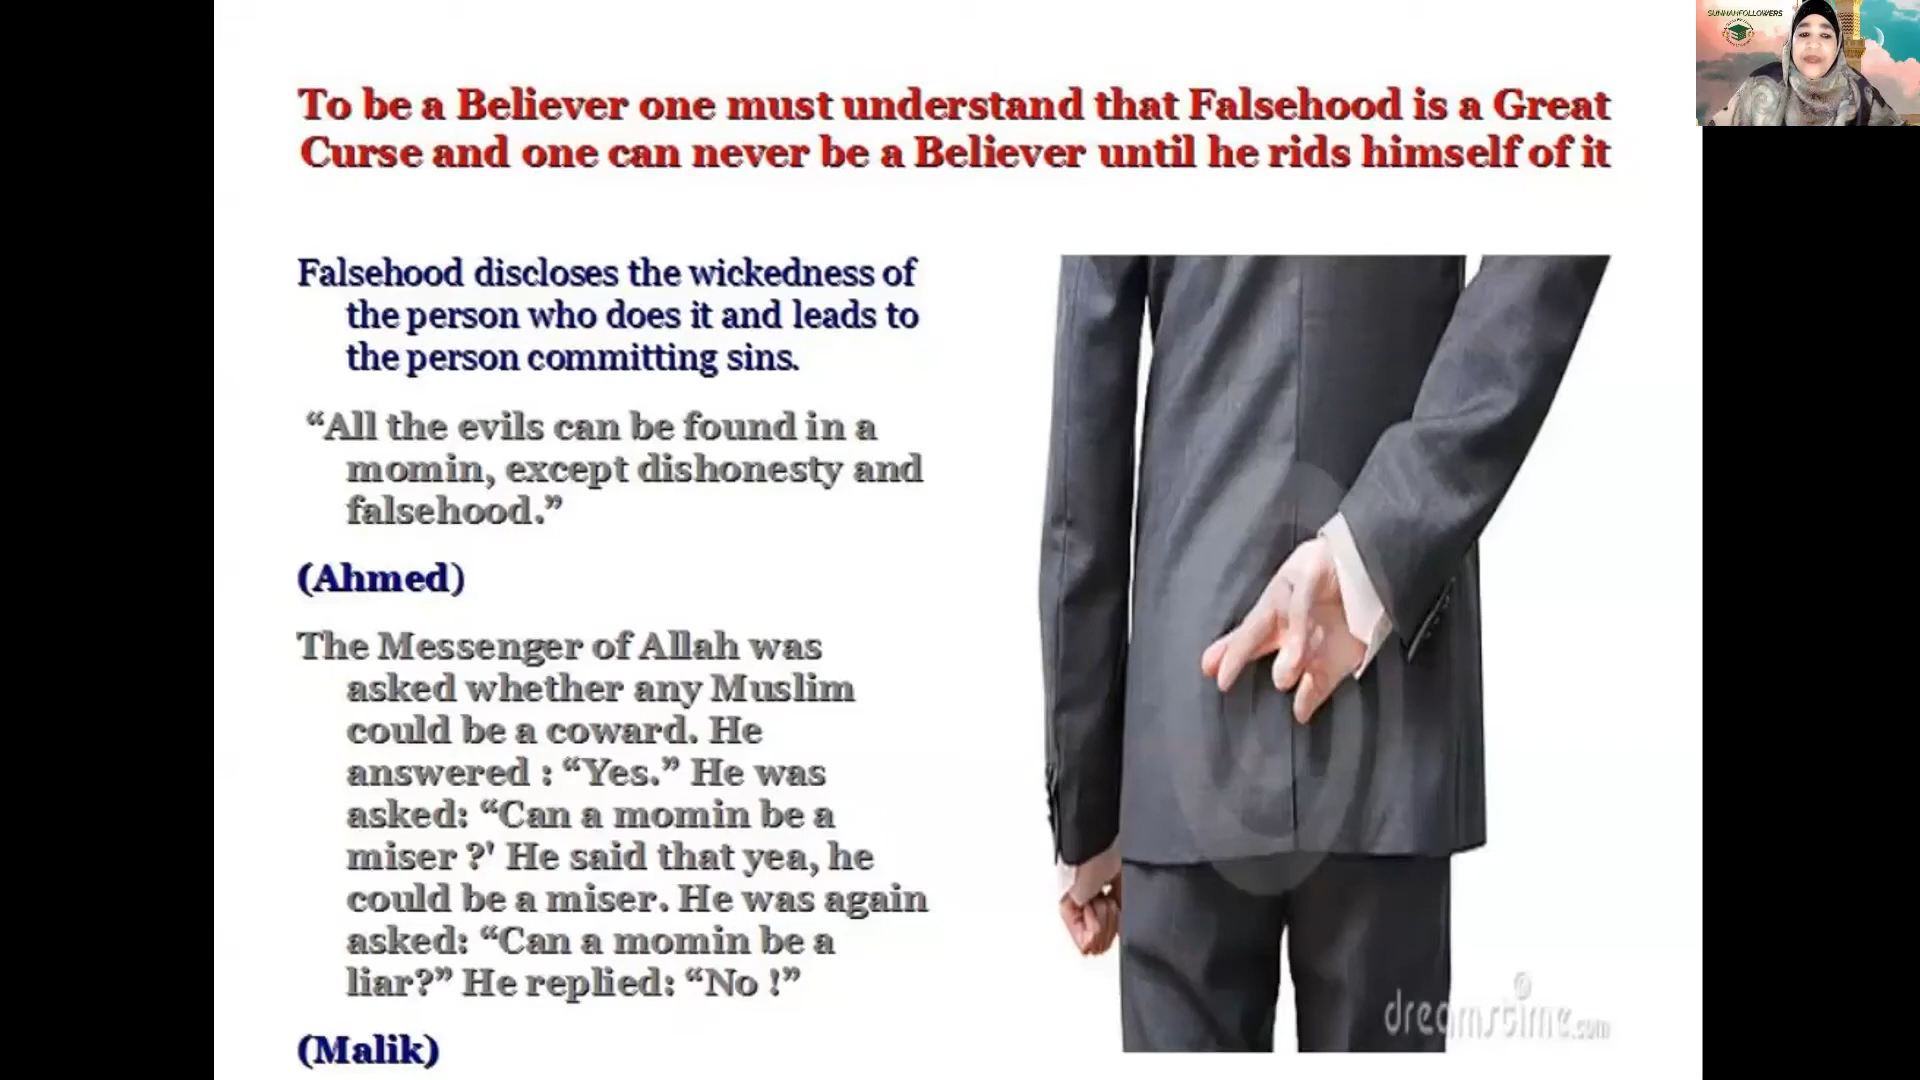 To be a Believer one must understand that Falsehood is a Great
Curse and one can never be a Believer until he rids himself of it
Falsehood discloses the wickedness of
the person who does it and leads to
the person committing sins.
“All the evils can be found in a
momin, except dishonesty and
falsehood.”
(Ahmed)
The Messenger of Allah was
asked whether any Muslim
could be a coward. He
answered : “Yes.” He was
asked: “Can a momin be a
miser ?' He said that yea, he
could be a miser. He was again
asked: “Can a momin be a
liar?” He replied: “No !”
(Malik)
dreamstime.com
SUNNAHFOLLOWERS